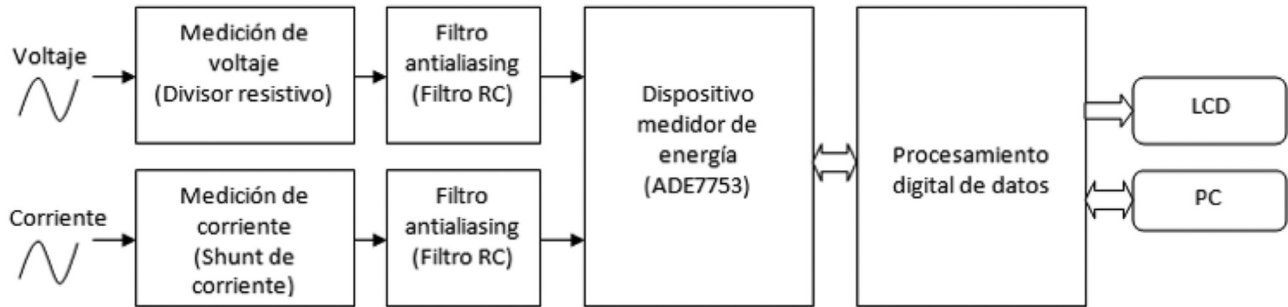 Voltaje
Medición de
voltaje
(Divisor resistivo)
Filtro
antialiasing
(Filtro RC)
Corriente
Medición de
corriente
(Shunt de
corriente)
Filtro
antialiasing
(Filtro RC)
Dispositivo
medidor de
energía
(ADE7753)
Procesamiento
digital de datos
LCD
PC